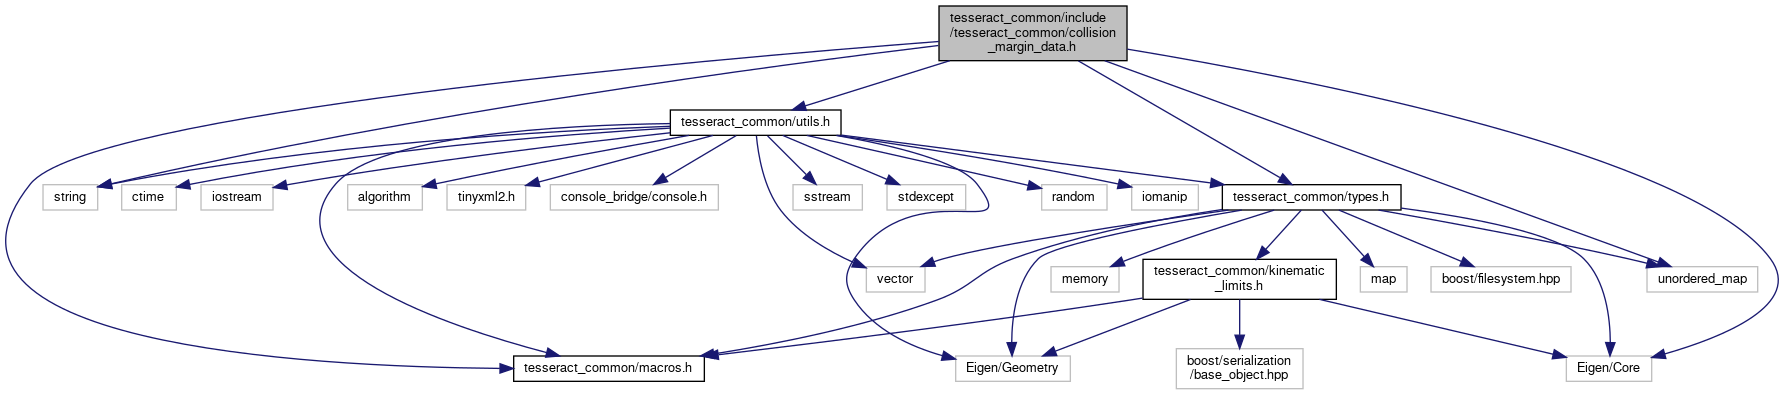 tesseract_common/include
/tesseract_common/collision
_margin_data.h
tesseract_common/utils.h
string
ctime
iostream
algorithm
tinyxml2.h
console_bridge/console.h
sstream
stdexcept
random
iomanip
tesseract_common/types.h
vector
memory
tesseract_common/kinematic
_limits.h
map
boost/filesystem.hpp
unordered_map
tesseract_common/macros.h
Eigen/Geometry
boost/serialization
/base_object.hpp
Eigen/Core